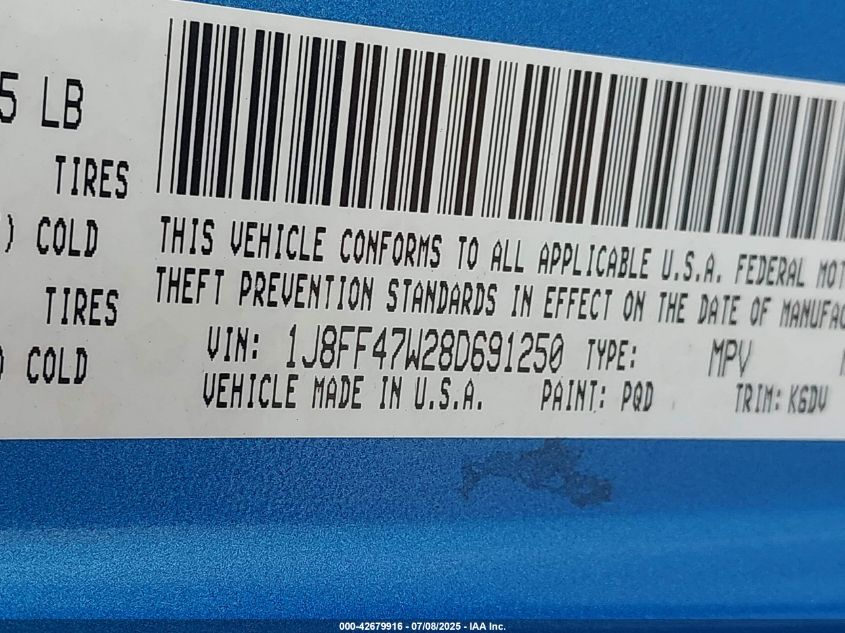 5 LB
TIRES
) COLD
TIRES
) COLD
THIS VEHICLE CONFORMS TO ALL APPLICABLE U.S.A. FEDERAL MOT
THEFT PREVENTION STANDARDS IN EFFECT ON THE DATE OF MANUFAC
VIN: 1J8FF47W28D691250 TYPE: MPV
VEHICLE MADE IN U.S.A. PAINT: PQD TRIM: K6DV
000-42679916 - 07/08/2025 - IAA Inc.